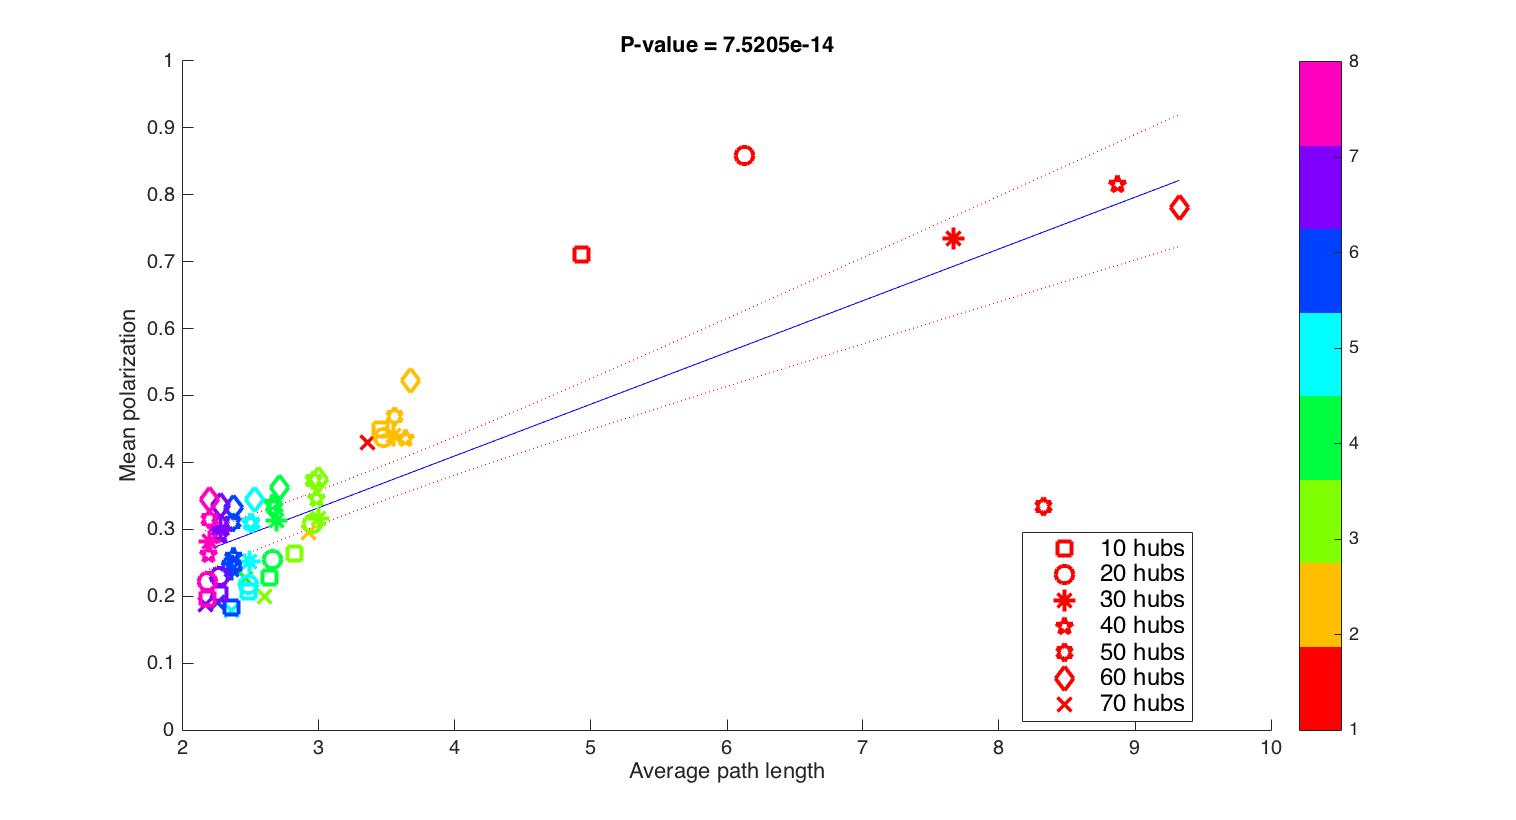 P-value = 7.5205e-14
1
0.9
0.8
0.7
0.6
0.5
0.4
0.3
0.2
0.1
0
Mean polarization
2 3 4 5 6 7 8 9 10
Average path length
10 hubs
20 hubs
30 hubs
40 hubs
50 hubs
60 hubs
70 hubs
8
7
6
5
4
3
2
1